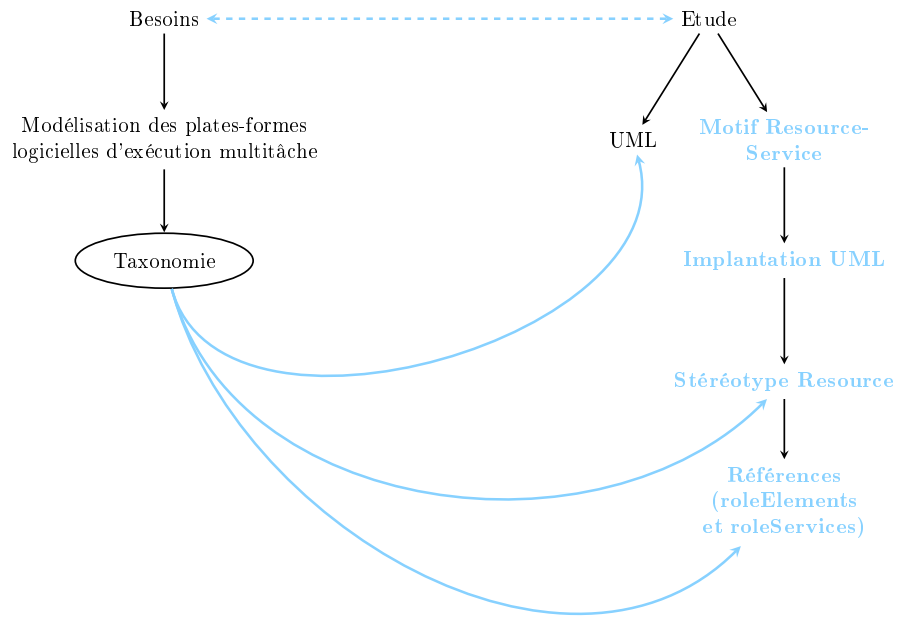 Besoins
Etude
Modélisation des plates-formes
logicielles d'exécution multitâche
UML
Motif Resource-
Service
Taxonomie
Implantation UML
Stéréotype Resource
Références
(roleElements
et roleServices)